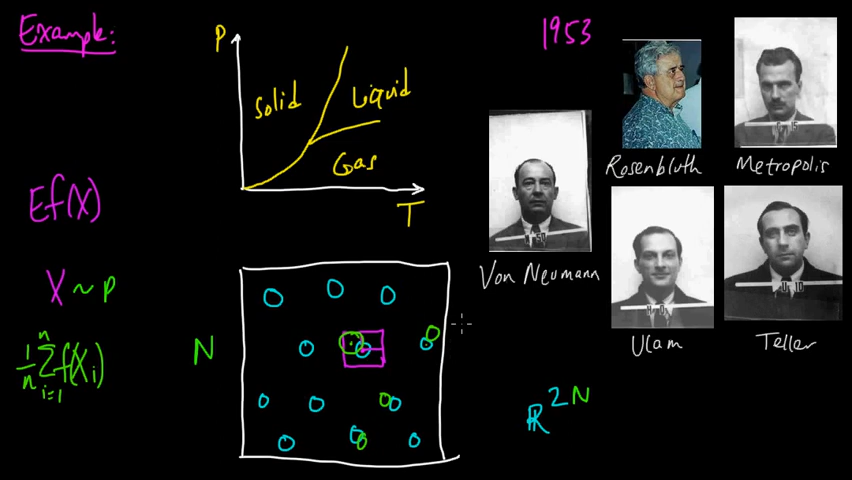 Example:
P
Solid
Liquid
Gas
T
1953
Rosenbluth
Metropolis
Von Neumann
Ulam
Teller
Ef(X)
X ~ p
1/n Σ_{i=1}^{n} f(X_i)
N
ℝ^{2N}